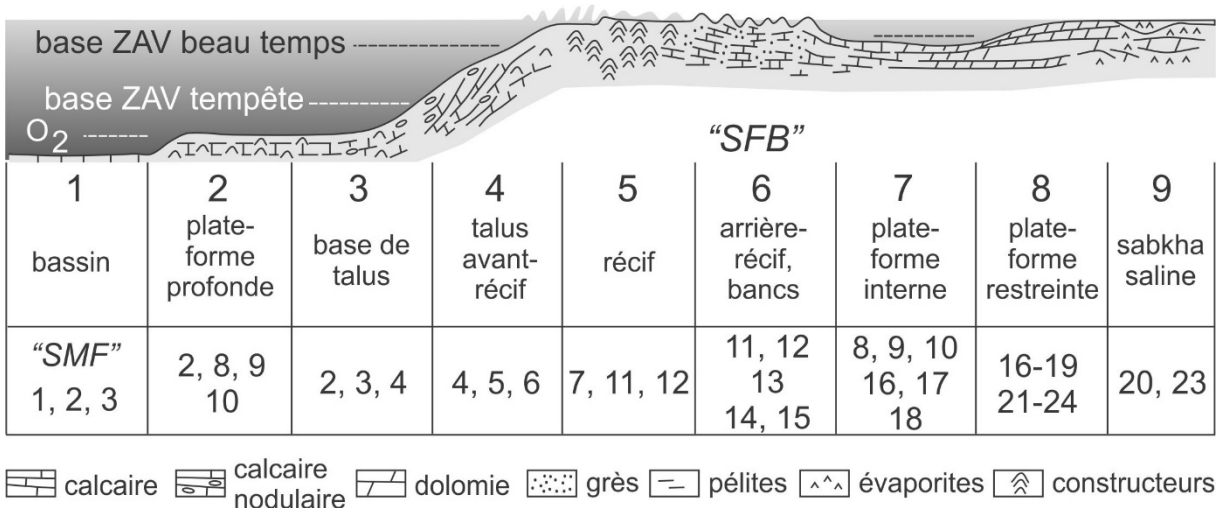 base ZAV beau temps
base ZAV tempête
O2
"SFB"
1
bassin
2
plate-
forme
profonde
3
base de
talus
4
talus
avant-
récif
5
récif
6
arrière-
récif,
bancs
7
plate-
forme
interne
8
plate-
forme
restreinte
9
sabkha
saline
"SMF"
1, 2, 3
2, 8, 9
10
2, 3, 4
4, 5, 6
7, 11, 12
11, 12
13
14, 15
8, 9, 10
16, 17
18
16-19
21-24
20, 23
calcaire
calcaire
nodulaire
dolomie
grès
pélites
évaporites
constructeurs